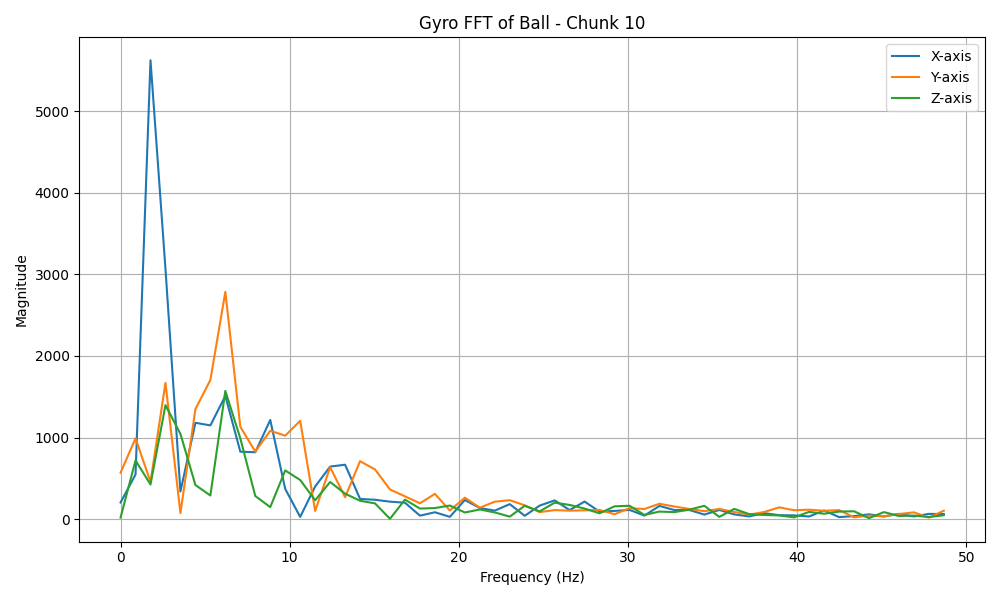 Gyro FFT of Ball - Chunk 10
X-axis
Y-axis
Z-axis
Magnitude
5000
4000
3000
2000
1000
0
0 10 20 30 40 50
Frequency (Hz)